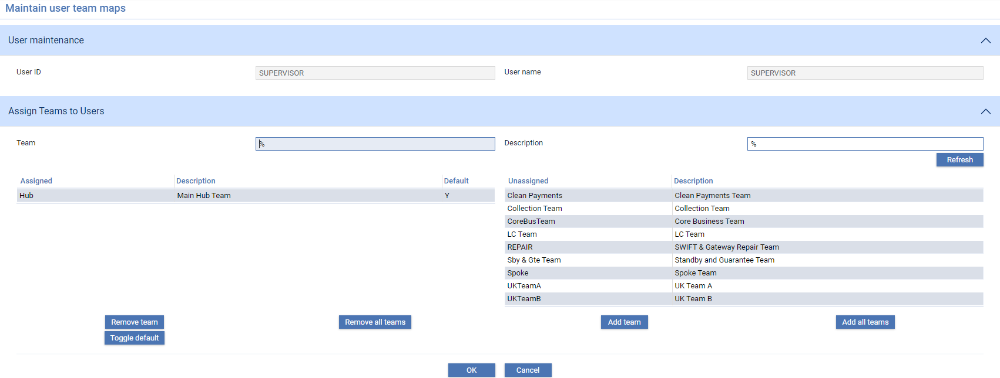 Maintain user team maps
User maintenance
User ID SUPERVISOR User name SUPERVISOR
Assign Teams to Users
Team % Description %
Refresh
Assigned Description Default Unassigned Description
Hub Main Hub Team Y Clean Payments Clean Payments Team
Collection Team Collection Team
CoreBusTeam Core Business Team
LC Team LC Team
REPAIR SWIFT & Gateway Repair Team
Sby & Gte Team Standby and Guarantee Team
Spoke Spoke Team
UKTeamA UK Team A
UKTeamB UK Team B
Remove team Remove all teams Add team Add all teams
Toggle default
OK Cancel